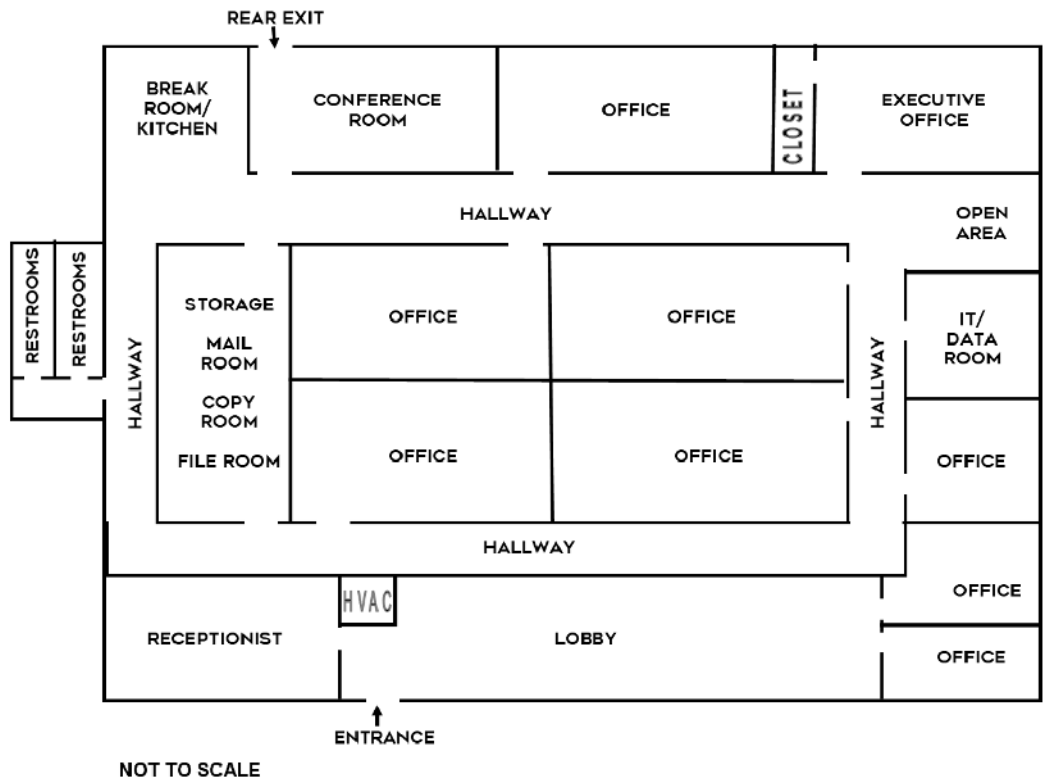 REAR EXIT
BREAK
ROOM/
KITCHEN
CONFERENCE
ROOM
OFFICE
CLOSET
EXECUTIVE
OFFICE
HALLWAY
OPEN
AREA
RESTROOMS
RESTROOMS
HALLWAY
STORAGE
MAIL
ROOM
COPY
ROOM
FILE ROOM
OFFICE
OFFICE
OFFICE
OFFICE
HALLWAY
IT/
DATA
ROOM
OFFICE
HALLWAY
OFFICE
HVAC
RECEPTIONIST
LOBBY
OFFICE
ENTRANCE
NOT TO SCALE